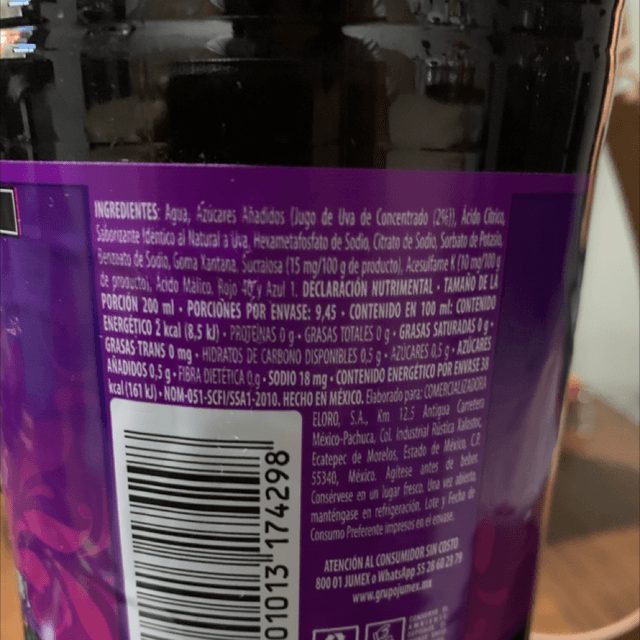 INGREDIENTES: Agua, Azúcares Añadidos [Jugo de Uva de Concentrado (2%)], Ácido Cítrico,
Saborizante Idéntico al Natural a Uva, Hexametafosfato de Sodio, Citrato de Sodio, Sorbato de Potasio,
Benzoato de Sodio, Goma Xantana, Sucralosa (15 mg/100 g de producto), Acesulfame K (10 mg/100 g
de producto), Ácido Málico, Rojo 40 y Azul 1. DECLARACIÓN NUTRIMENTAL · TAMAÑO DE LA
PORCIÓN 200 ml · PORCIONES POR ENVASE: 9,45 · CONTENIDO EN 100 ml: CONTENIDO
ENERGÉTICO 2 kcal (8.5 kJ) · PROTEÍNAS 0 g · GRASAS TOTALES 0 g · GRASAS SATURADAS 0 g ·
GRASAS TRANS 0 mg · HIDRATOS DE CARBONO DISPONIBLES 0.5 g · AZÚCARES 0,5 g · AZÚCARES
AÑADIDOS 0,5 g · FIBRA DIETÉTICA 0 g · SODIO 18 mg · CONTENIDO ENERGÉTICO POR ENVASE 38
kcal (161 kJ) · NOM-051-SCFI/SSA1-2010. HECHO EN MÉXICO. Elaborado para: COMERCIALIZADORA
ELORO, S.A., Km 12.5 Antigua Carretera
México-Pachuca. Col. Industrial Rústica Xalostoc
Ecatepec de Morelos, Estado de México, C.P.
55340, México. Agítese antes de beber.
Consérvese en un lugar fresco. Una vez abierto,
manténgase en refrigeración. Lote y Fecha de
Consumo Preferente impresos en el envase.
ATENCIÓN AL CONSUMIDOR SIN COSTO
800 01 JUMEX o WhatsApp 55 28 60 23 79
www.grupojumex.mx
01013 174298